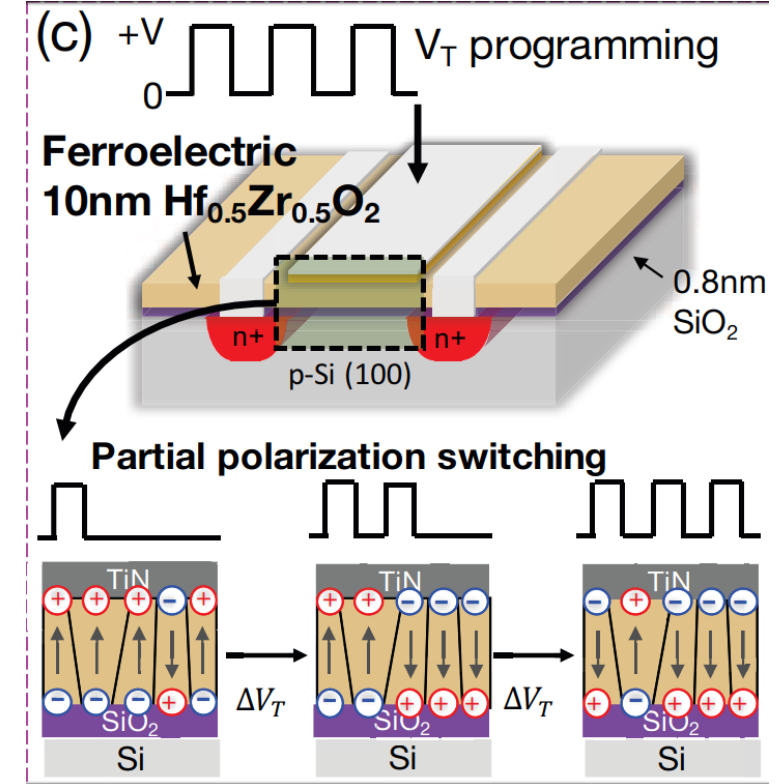 (c)
+V
0
V_T programming
Ferroelectric
10nm Hf₀.₅Zr₀.₅O₂
0.8nm
SiO₂
n+
n+
p-Si (100)
Partial polarization switching
TiN
TiN
TiN
+ + + − +
+ + − − −
− + − − −
ΔV_T
ΔV_T
− − − + −
− − + + +
+ − + + +
SiO₂
SiO₂
SiO₂
Si
Si
Si